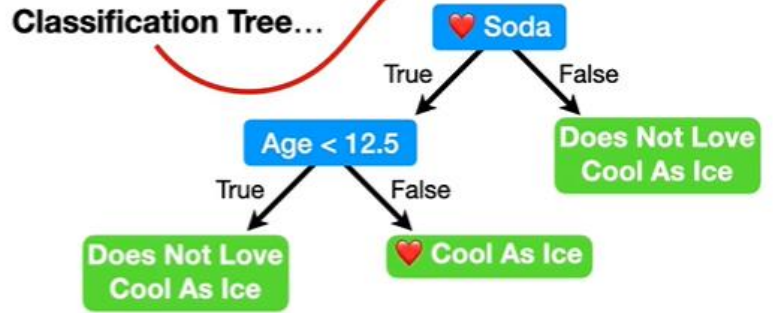 Classification Tree...
❤️ Soda
True
False
Age < 12.5
Does Not Love
Cool As Ice
True
False
Does Not Love
Cool As Ice
❤️ Cool As Ice